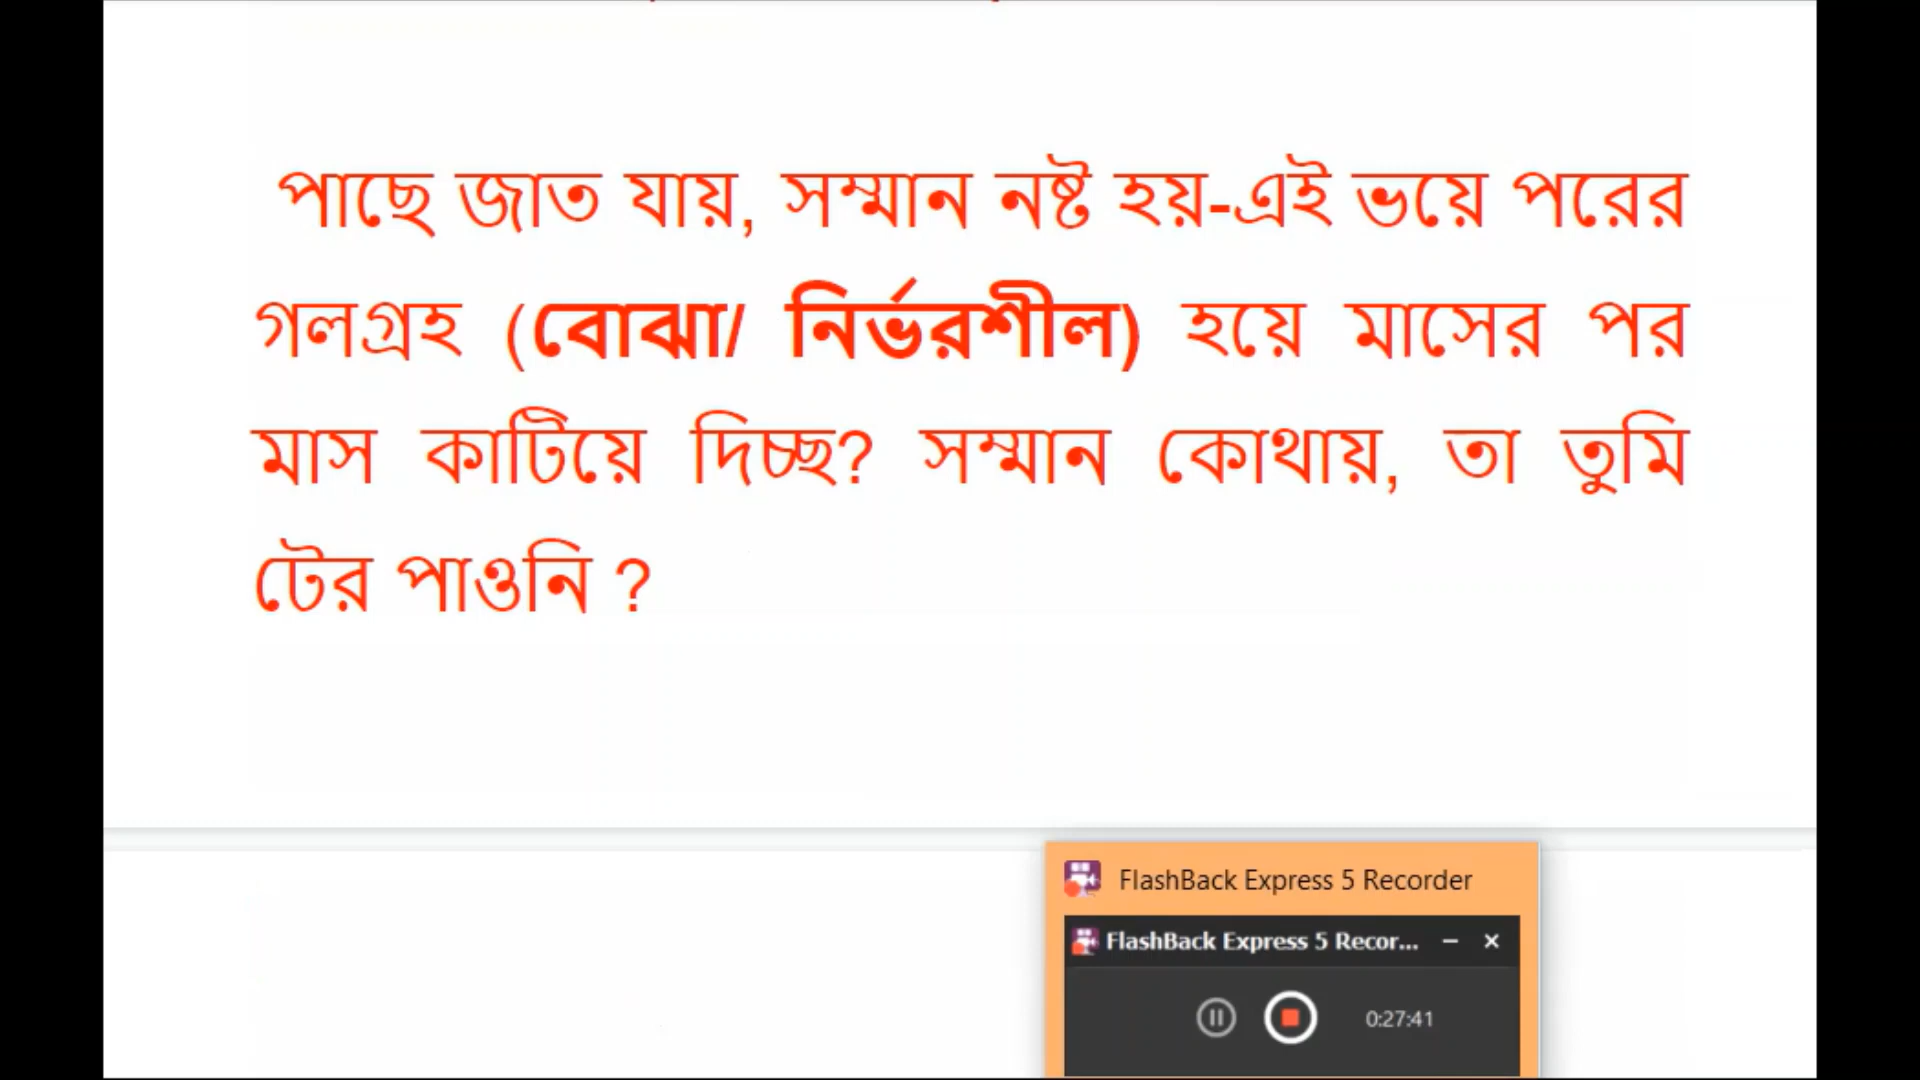 পাছে জাত যায়, সম্মান নষ্ট হয়-এই ভয়ে পরের
গলগ্রহ (বোঝা/ নির্ভরশীল) হয়ে মাসের পর
মাস কাটিয়ে দিচ্ছ? সম্মান কোথায়, তা তুমি
টের পাওনি ?
FlashBack Express 5 Recorder
FlashBack Express 5 Recor...
0:27:41